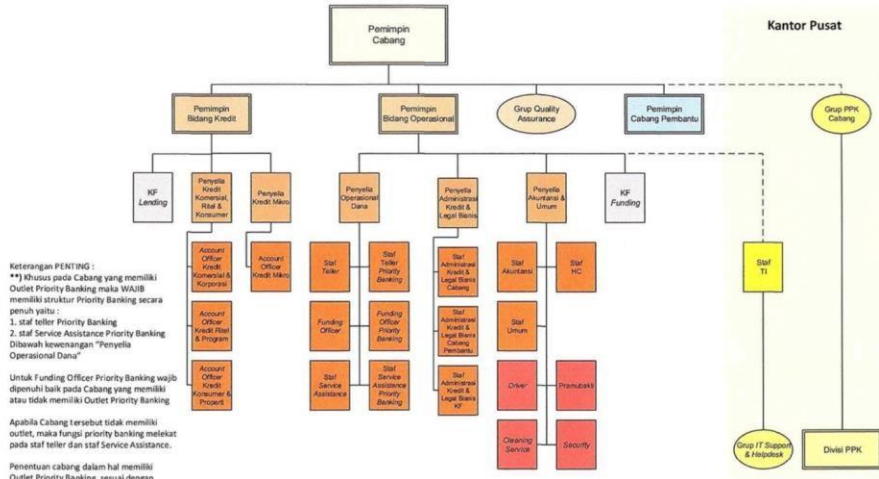 Pemimpin
Cabang
Kantor Pusat
Pemimpin
Bidang Kredit
Pemimpin
Bidang Operasional
Grup Quality
Assurance
Pemimpin
Cabang Pembantu
Grup PPK
Cabang
KF
Lending
Penyelia
Kredit
Komersial,
Ritel &
Konsumer
Penyelia
Kredit Mikro
Penyelia
Operasional
Dana
Penyelia
Administrasi
Kredit &
Legal Bisnis
Penyelia
Akuntansi &
Umum
KF
Funding
Account
Officer
Kredit
Komersial &
Korporasi
Account
Officer
Kredit Mikro
Staf
Teller
Staf
Teller
Priority
Banking
Staf
Administrasi
Kredit &
Legal Bisnis
Cabang
Staf
Akuntansi
Staf
HC
Staf
TI
Account
Officer
Kredit Ritel
& Program
Funding
Officer
Funding
Officer
Priority
Banking
Staf
Administrasi
Kredit &
Legal Bisnis
Cabang
Pembantu
Staf
Umum
Account
Officer
Kredit
Konsumer &
Properti
Staf
Service
Assistance
Staf
Service
Assistance
Priority
Banking
Staf
Administrasi
Kredit &
Legal Bisnis
KF
Driver
Pramubakti
Cleaning
Service
Security
Grup IT Support
& Helpdesk
Divisi PPK
Keterangan PENTING :
**) Khusus pada Cabang yang memiliki
Outlet Priority Banking maka WAJIB
memiliki struktur Priority Banking secara
penuh yaitu :
1. staf teller Priority Banking
2. staf Service Assistance Priority Banking
Dibawah kewenangan "Penyelia
Operasional Dana"
Untuk Funding Officer Priority Banking wajib
dipenuhi baik pada Cabang yang memiliki
atau tidak memiliki Outlet Priority Banking
Apabila Cabang tersebut tidak memiliki
outlet, maka fungsi priority banking melekat
pada staf teller dan staf Service Assistance.
Penentuan cabang dalam hal memiliki
Outlet Priority Banking, sesuai dengan